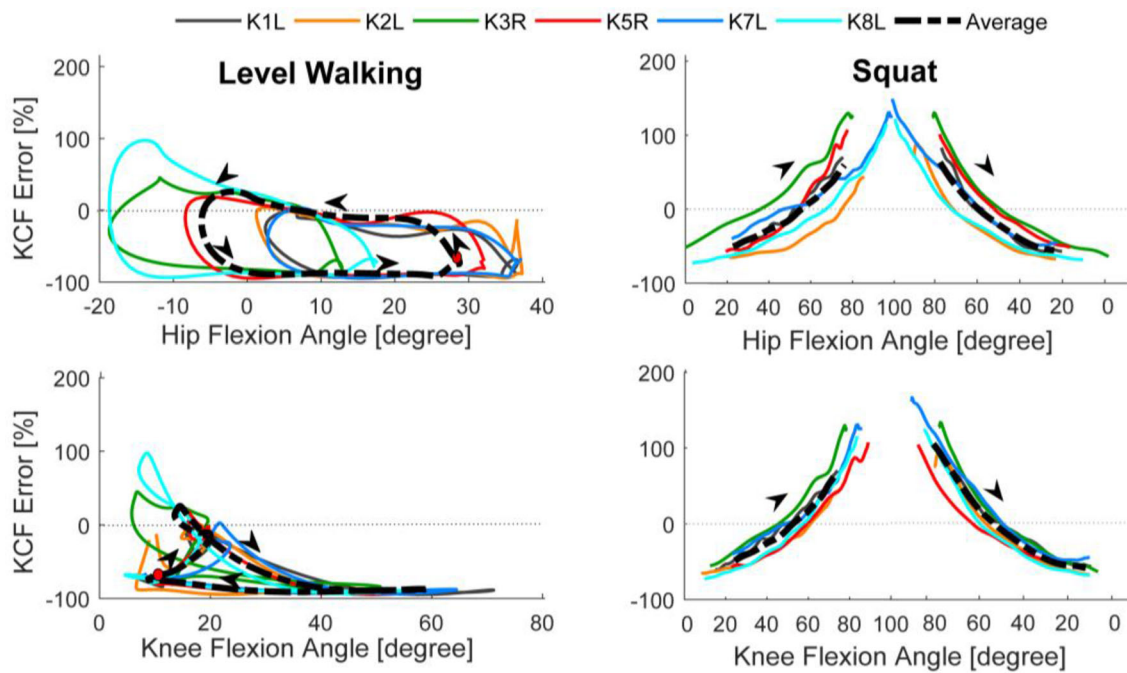 K1L K2L K3R K5R K7L K8L Average
Level Walking
KCF Error [%]
200
100
0
-100
-20 -10 0 10 20 30 40
Hip Flexion Angle [degree]
Squat
200
100
0
-100
0 20 40 60 80 100 80 60 40 20 0
Hip Flexion Angle [degree]
KCF Error [%]
200
100
0
-100
0 20 40 60 80
Knee Flexion Angle [degree]
200
100
0
-100
0 20 40 60 80 100 80 60 40 20 0
Knee Flexion Angle [degree]